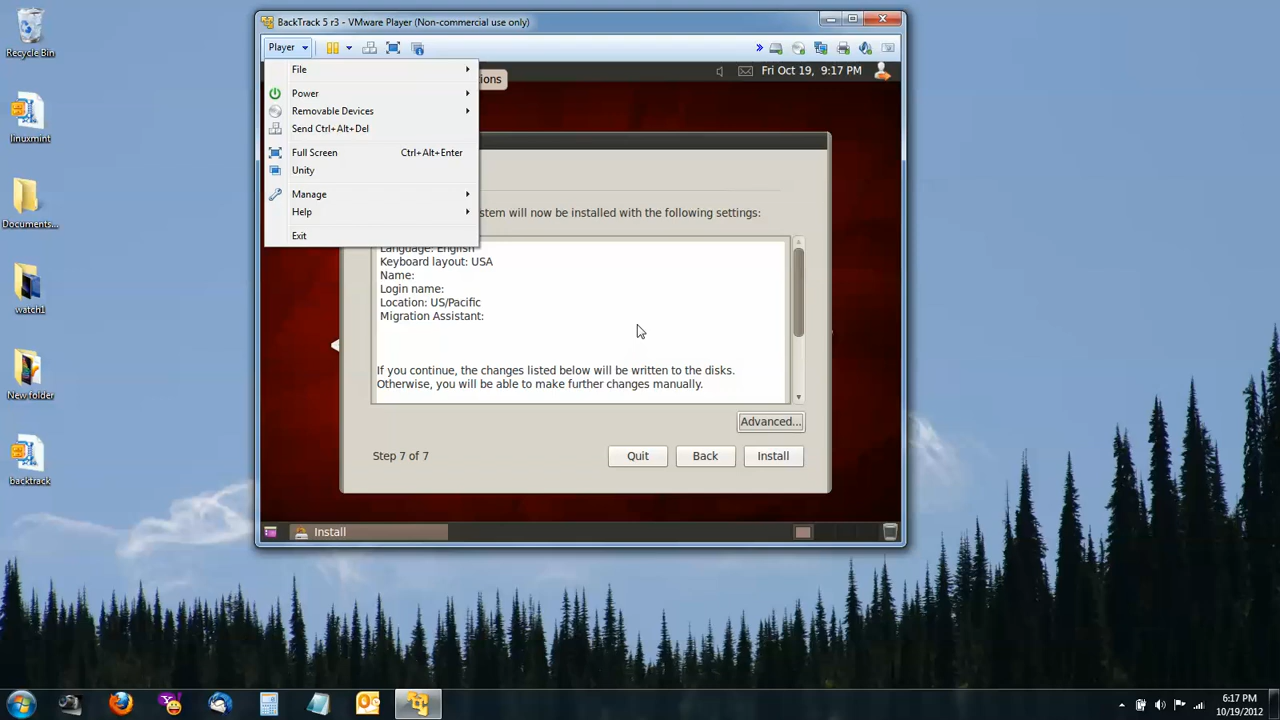 BackTrack 5 r3 - VMware Player (Non-commercial use only)
Player
File
Power
Removable Devices
Send Ctrl+Alt+Del
Full Screen Ctrl+Alt+Enter
Unity
Manage
Help
Exit
ions
Fri Oct 19, 9:17 PM
stem will now be installed with the following settings:
Language: English
Keyboard layout: USA
Name:
Login name:
Location: US/Pacific
Migration Assistant:
If you continue, the changes listed below will be written to the disks.
Otherwise, you will be able to make further changes manually.
Advanced...
Step 7 of 7
Quit
Back
Install
Install
Recycle Bin
linuxmint
Documents...
watch1
New folder
backtrack
6:17 PM
10/19/2012